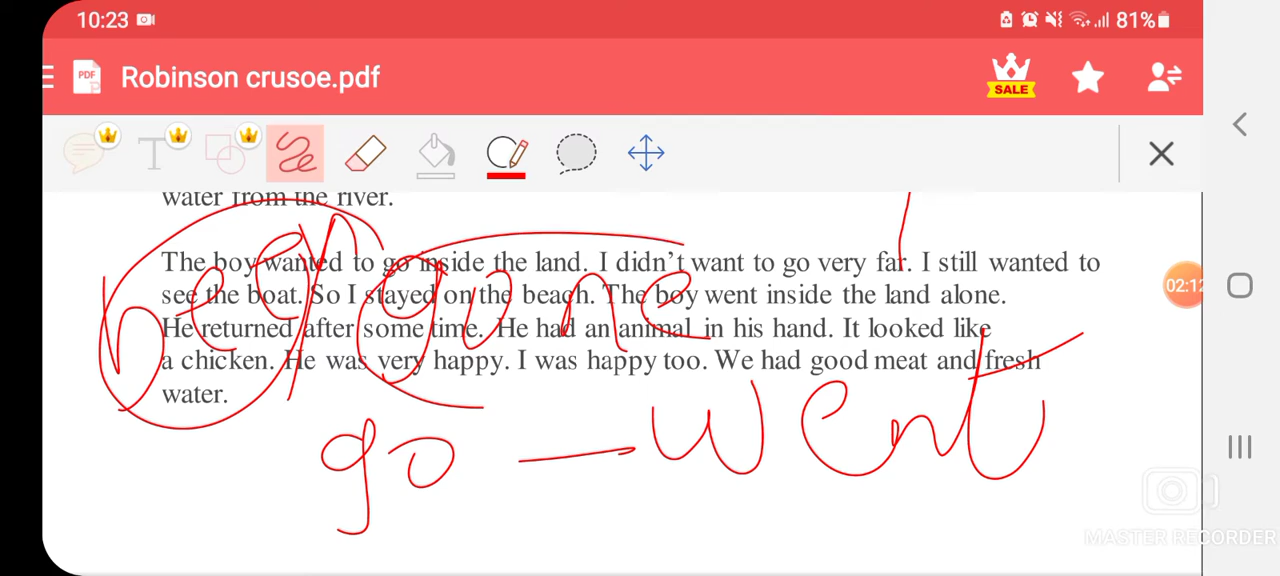 10:23 81%
PDF Robinson crusoe.pdf SALE
T
water from the river.
The boy wanted to go inside the land. I didn't want to go very far. I still wanted to
see the boat. So I stayed on the beach. The boy went inside the land alone.
He returned after some time. He had an animal in his hand. It looked like
a chicken. He was very happy. I was happy too. We had good meat and fresh
water.
been/gone
go — went
02:12
MASTER RECORDER